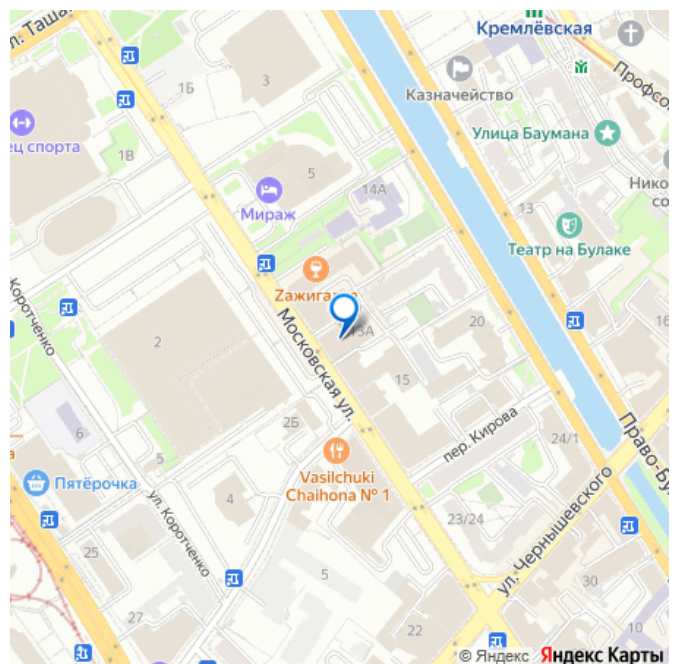 л. Таша
Кремлёвская
1Б
3
Казначейство
Профсо
ец спорта
1В
5
Улица Баумана
Мираж
14А
Нико
со
13
Театр на Булаке
Zажига
Коротченко
2
Московская ул.
13А
20
16
15
6
2Б
пер. Кирова
24/1
Право-Бу
а
5
Vasilchuki
Chaihona № 1
Пятёрочка
4
ул. Коротченко
23/24
ул. Чернышевского
25
5
30
27
22
10
© Яндекс Яндекс Карты